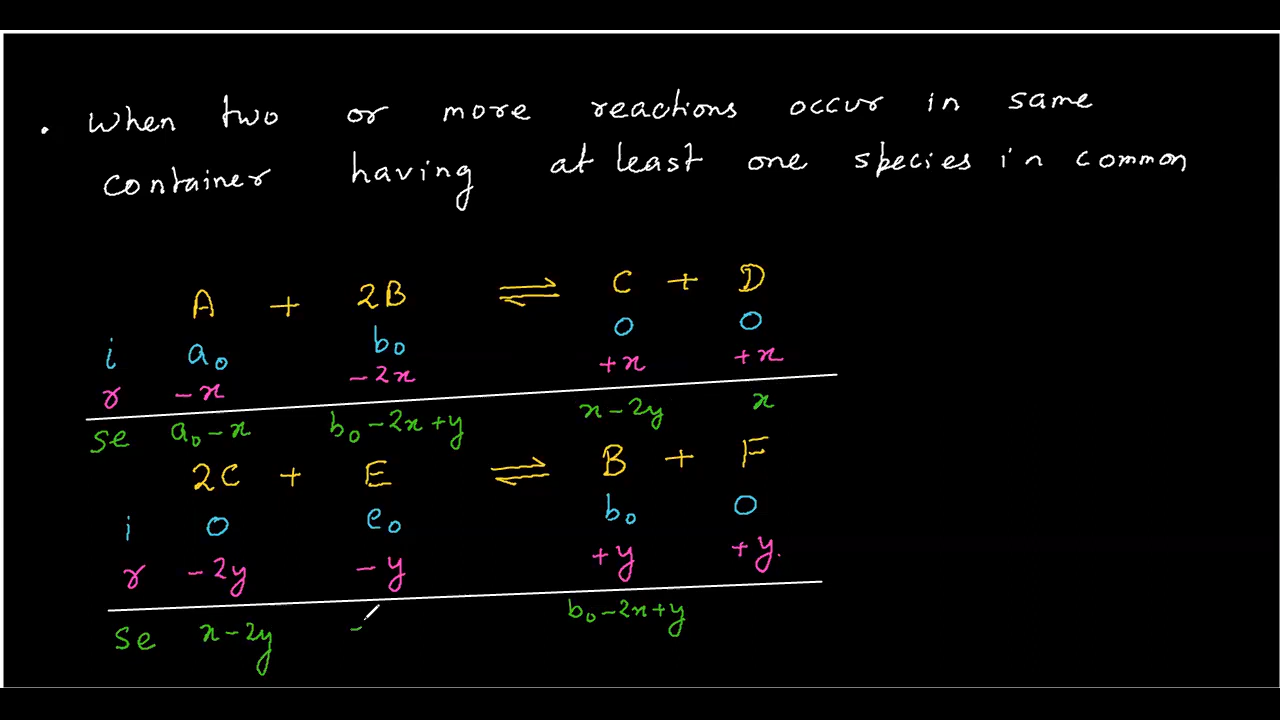 • When two or more reactions occur in same
container having at least one species in common
A + 2B ⇌ C + D
i a₀ b₀ 0 0
r -x -2x +x +x
se a₀-x b₀-2x+y x-2y x
2C + E ⇌ B + F
i 0 e₀ b₀ 0
r -2y -y +y +y.
se x-2y - b₀-2x+y